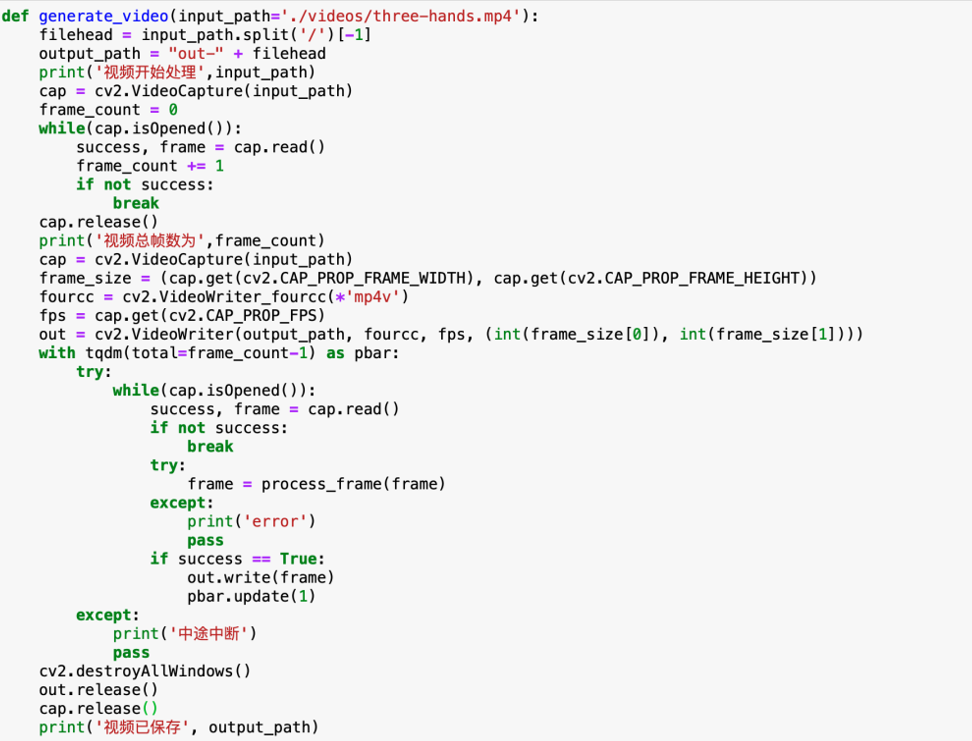 def generate_video(input_path='./videos/three-hands.mp4'):
    filehead = input_path.split('/')[-1]
    output_path = "out-" + filehead
    print('视频开始处理',input_path)
    cap = cv2.VideoCapture(input_path)
    frame_count = 0
    while(cap.isOpened()):
        success, frame = cap.read()
        frame_count += 1
        if not success:
            break
    cap.release()
    print('视频总帧数为',frame_count)
    cap = cv2.VideoCapture(input_path)
    frame_size = (cap.get(cv2.CAP_PROP_FRAME_WIDTH), cap.get(cv2.CAP_PROP_FRAME_HEIGHT))
    fourcc = cv2.VideoWriter_fourcc(*'mp4v')
    fps = cap.get(cv2.CAP_PROP_FPS)
    out = cv2.VideoWriter(output_path, fourcc, fps, (int(frame_size[0]), int(frame_size[1])))
    with tqdm(total=frame_count-1) as pbar:
        try:
            while(cap.isOpened()):
                success, frame = cap.read()
                if not success:
                    break
                try:
                    frame = process_frame(frame)
                except:
                    print('error')
                    pass
                if success == True:
                    out.write(frame)
                    pbar.update(1)
        except:
            print('中途中断')
            pass
    cv2.destroyAllWindows()
    out.release()
    cap.release()
    print('视频已保存', output_path)